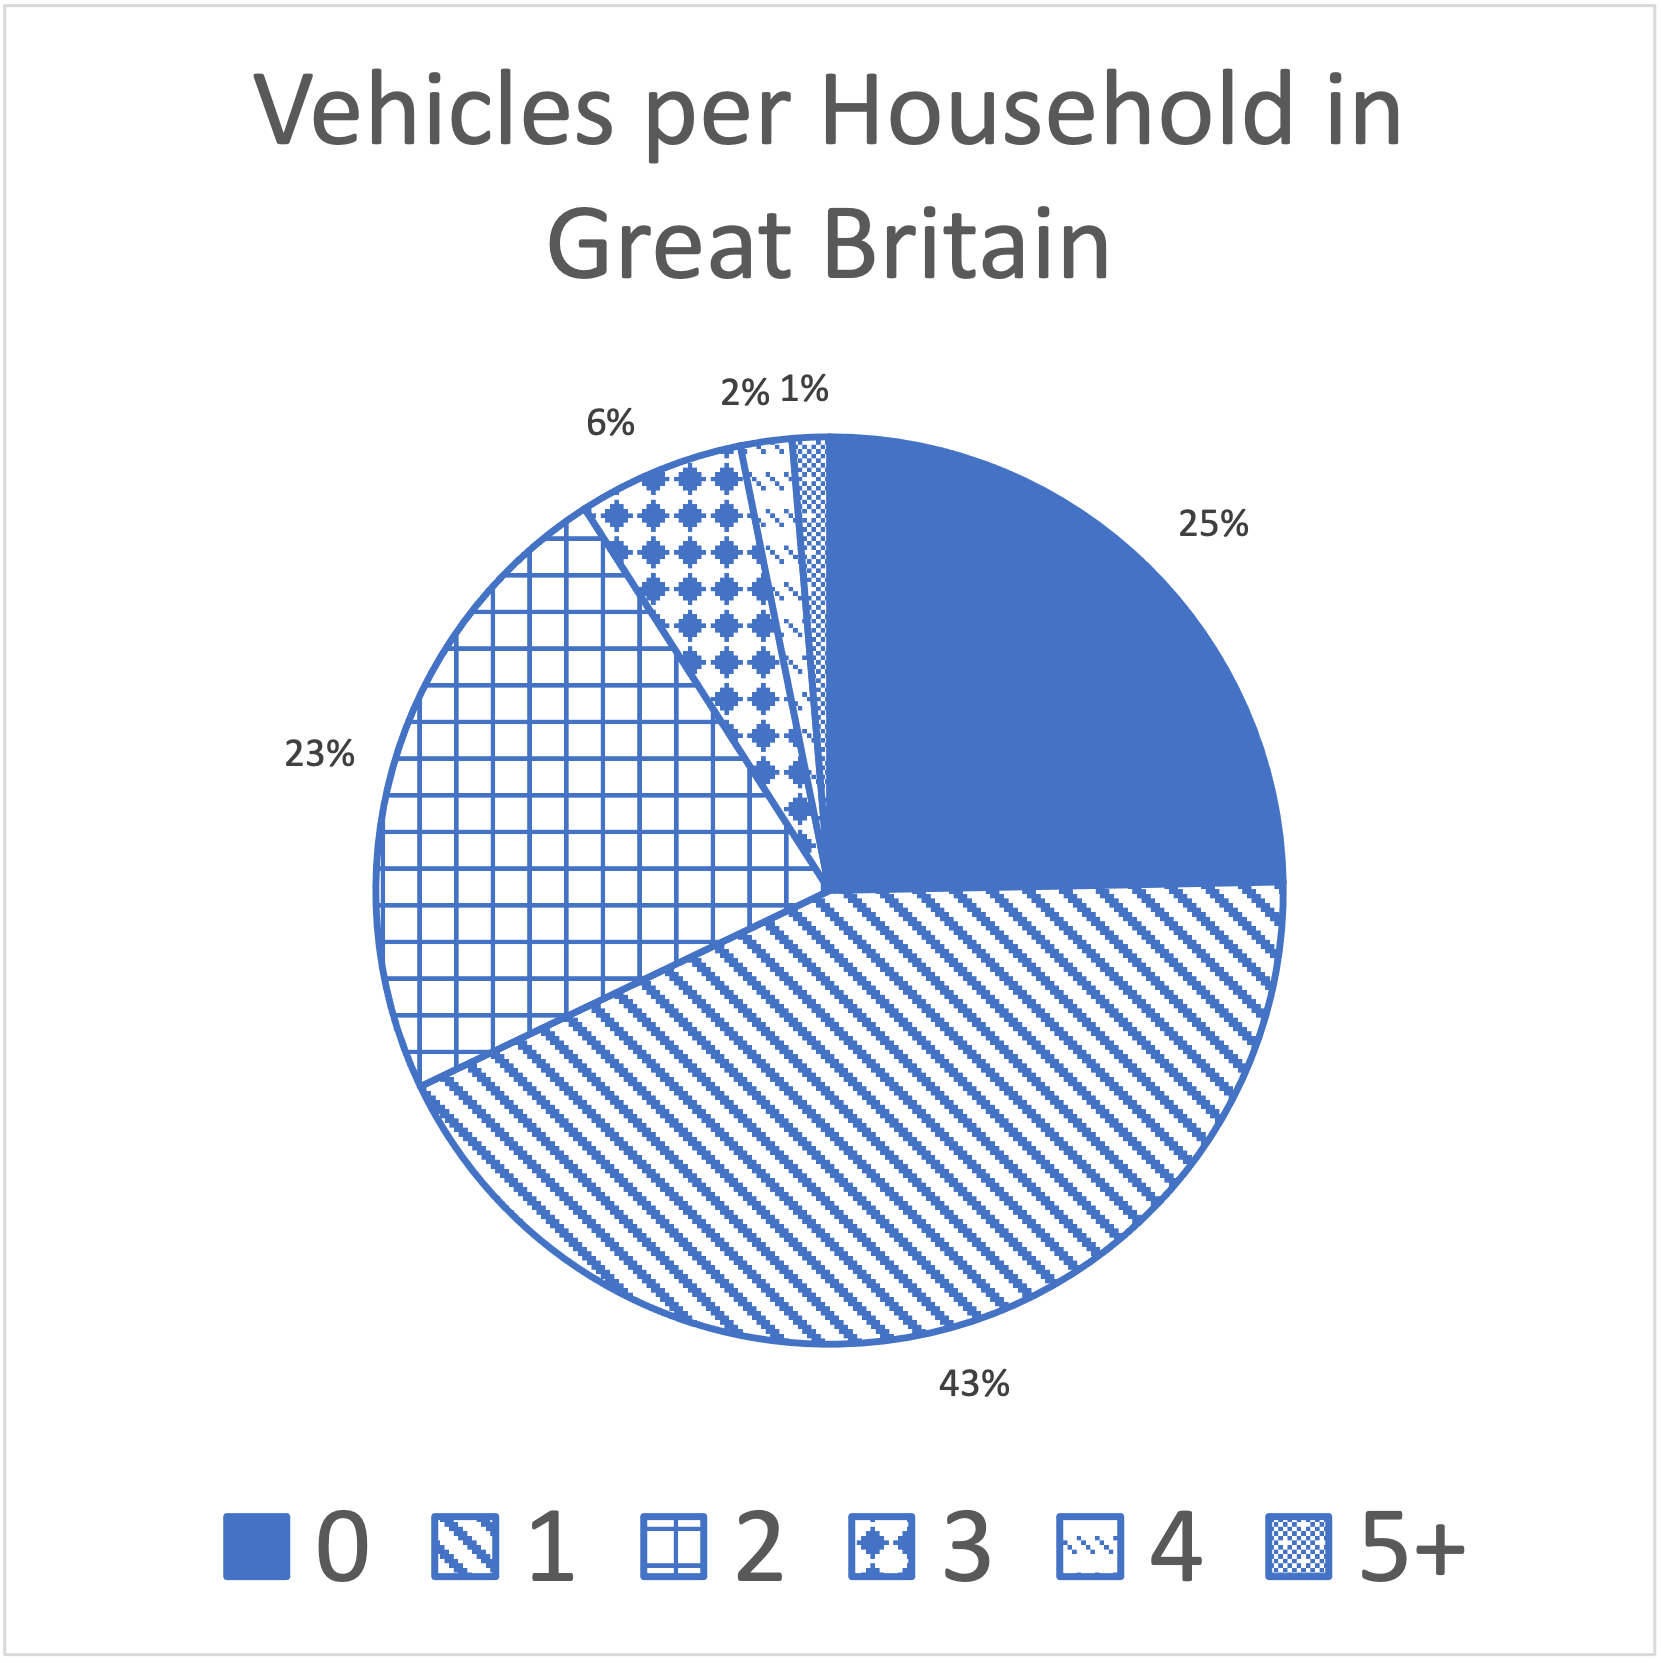 Vehicles per Household in
Great Britain
2% 1%
6%
25%
23%
43%
0 1 2 3 4 5+